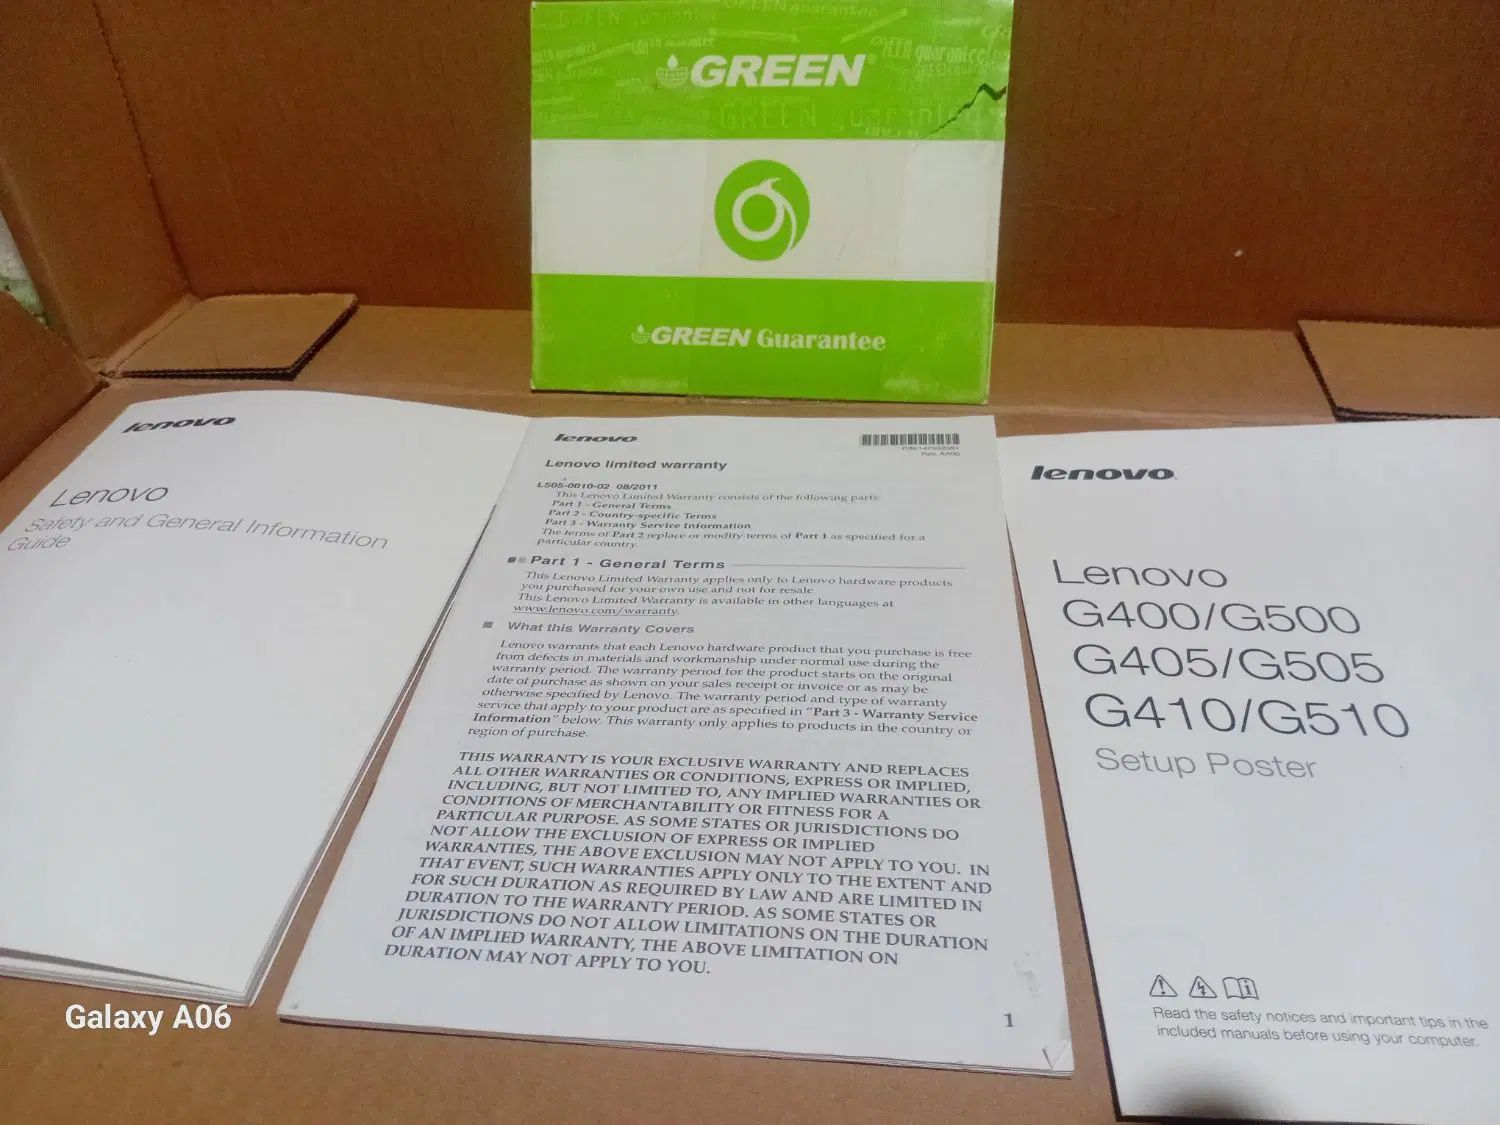 GREEN
GREEN Guarantee
lenovo
Lenovo
Safety and General Information
Guide
lenovo
Lenovo limited warranty
L505-0010-02 08/2011
This Lenovo Limited Warranty consists of the following parts:
Part 1 - General Terms
Part 2 - Country-specific Terms
Part 3 - Warranty Service Information
The terms of Part 2 replace or modify terms of Part 1 as specified for a
particular country.
Part 1 - General Terms
This Lenovo Limited Warranty applies only to Lenovo hardware products
you purchased for your own use and not for resale.
This Lenovo Limited Warranty is available in other languages at
www.lenovo.com/warranty.
What this Warranty Covers
Lenovo warrants that each Lenovo hardware product that you purchase is free
from defects in materials and workmanship under normal use during the
warranty period. The warranty period for the product starts on the original
date of purchase as shown on your sales receipt or invoice or as may be
otherwise specified by Lenovo. The warranty period and type of warranty
service that apply to your product are as specified in "Part 3 - Warranty Service
Information" below. This warranty only applies to products in the country or
region of purchase.
THIS WARRANTY IS YOUR EXCLUSIVE WARRANTY AND REPLACES
ALL OTHER WARRANTIES OR CONDITIONS, EXPRESS OR IMPLIED,
INCLUDING, BUT NOT LIMITED TO, ANY IMPLIED WARRANTIES OR
CONDITIONS OF MERCHANTABILITY OR FITNESS FOR A
PARTICULAR PURPOSE. AS SOME STATES OR JURISDICTIONS DO
NOT ALLOW THE EXCLUSION OF EXPRESS OR IMPLIED
WARRANTIES, THE ABOVE EXCLUSION MAY NOT APPLY TO YOU. IN
THAT EVENT, SUCH WARRANTIES APPLY ONLY TO THE EXTENT AND
FOR SUCH DURATION AS REQUIRED BY LAW AND ARE LIMITED IN
DURATION TO THE WARRANTY PERIOD. AS SOME STATES OR
JURISDICTIONS DO NOT ALLOW LIMITATIONS ON THE DURATION
OF AN IMPLIED WARRANTY, THE ABOVE LIMITATION ON
DURATION MAY NOT APPLY TO YOU.
1
lenovo
Lenovo
G400/G500
G405/G505
G410/G510
Setup Poster
Read the safety notices and important tips in the
included manuals before using your computer.
Galaxy A06